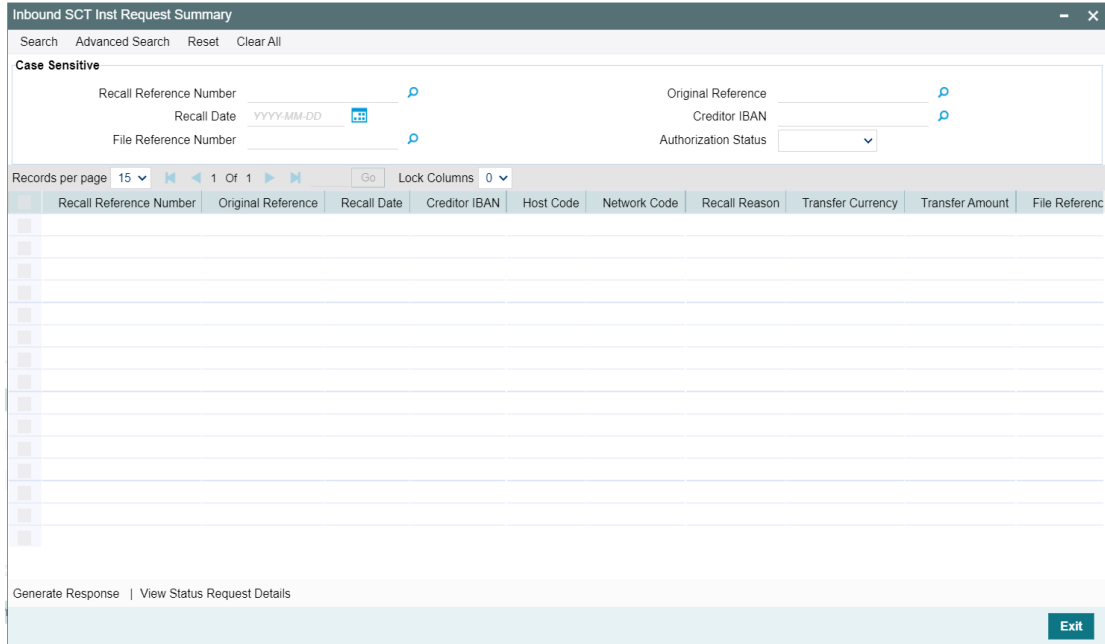 Inbound SCT Inst Request Summary
Search Advanced Search Reset Clear All
Case Sensitive
Recall Reference Number Original Reference
Recall Date YYYY-MM-DD Creditor IBAN
File Reference Number Authorization Status
Records per page 15 1 Of 1 Go Lock Columns 0
Recall Reference Number Original Reference Recall Date Creditor IBAN Host Code Network Code Recall Reason Transfer Currency Transfer Amount File Referenc
Generate Response | View Status Request Details
Exit